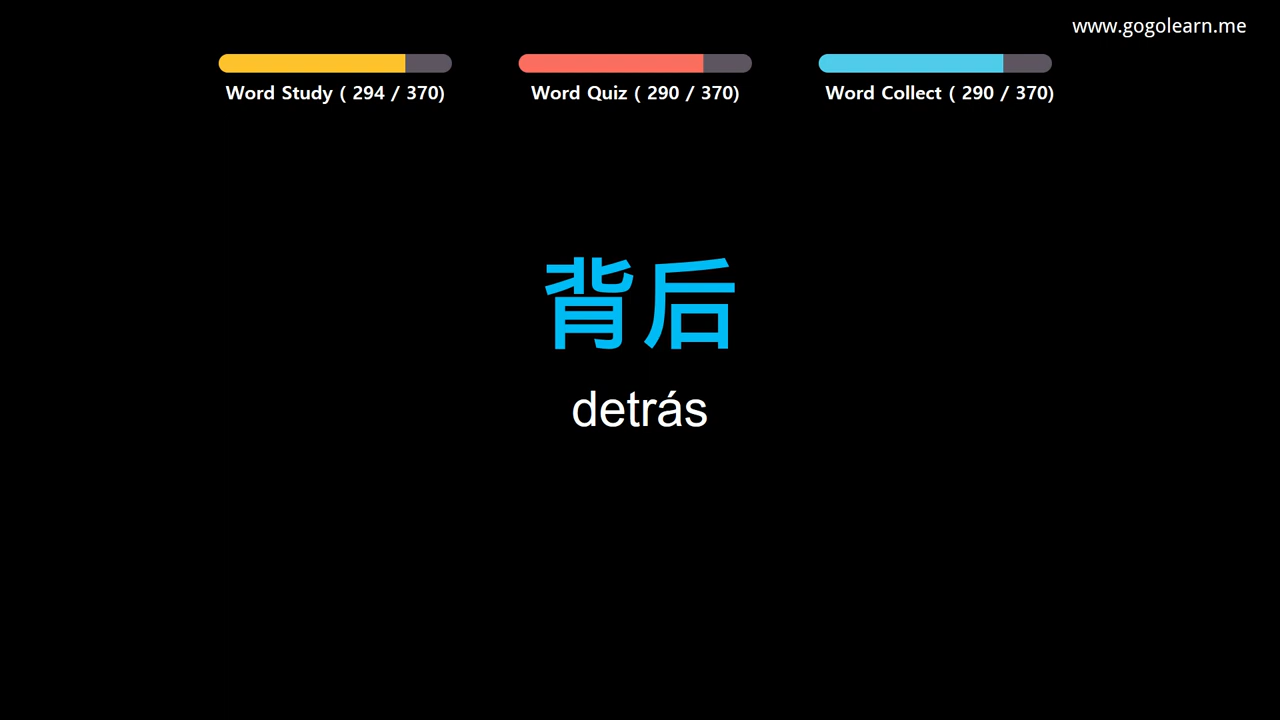 www.gogolearn.me
Word Study ( 294 / 370)
Word Quiz ( 290 / 370)
Word Collect ( 290 / 370)
背后
detrás